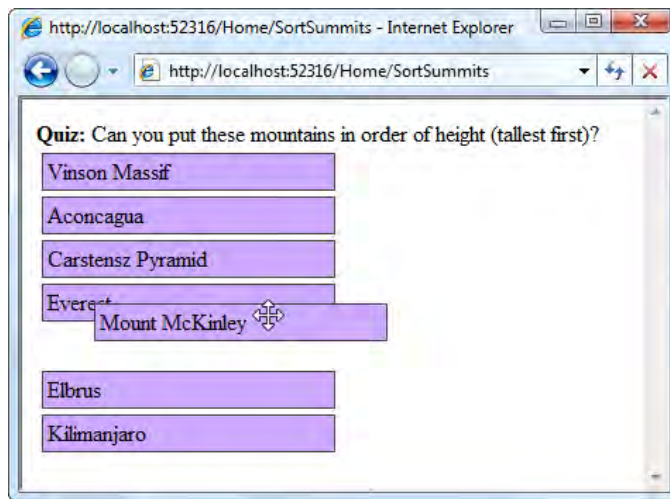 http://localhost:52316/Home/SortSummits - Internet Explorer
http://localhost:52316/Home/SortSummits
Quiz: Can you put these mountains in order of height (tallest first)?
Vinson Massif
Aconcagua
Carstensz Pyramid
Everest
Mount McKinley
Elbrus
Kilimanjaro